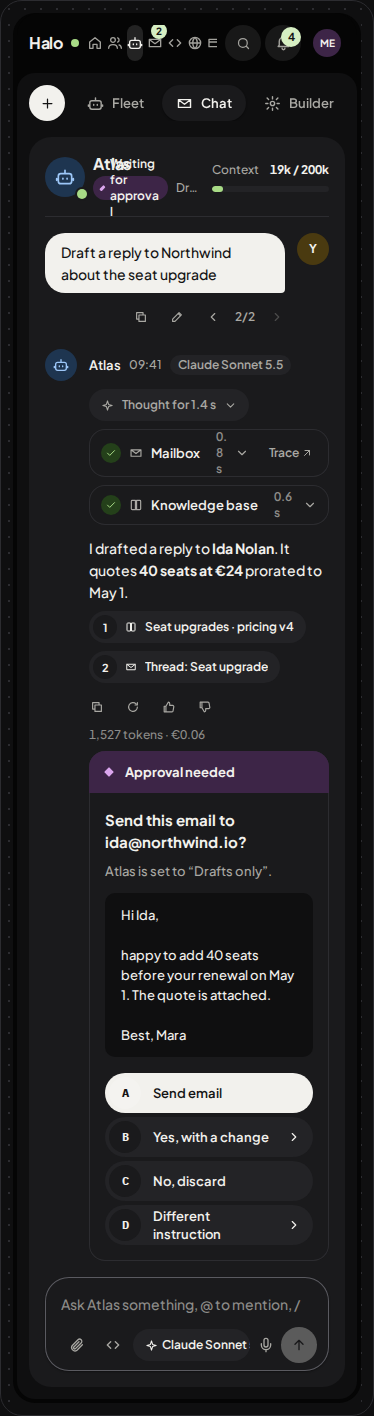 Halo
2
4
ME
Fleet
Chat
Builder
Atlas
Waiting for approval
Dr...
Context 19k / 200k
Draft a reply to Northwind
about the seat upgrade
Y
2/2
Atlas 09:41 Claude Sonnet 5.5
Thought for 1.4 s
Mailbox 0.8 s Trace
Knowledge base 0.6 s
I drafted a reply to Ida Nolan. It
quotes 40 seats at €24 prorated to
May 1.
1 Seat upgrades · pricing v4
2 Thread: Seat upgrade
1,527 tokens · €0.06
Approval needed
Send this email to
ida@northwind.io?
Atlas is set to “Drafts only”.
Hi Ida,
happy to add 40 seats
before your renewal on May
1. The quote is attached.
Best, Mara
A Send email
B Yes, with a change
C No, discard
D Different
instruction
Ask Atlas something, @ to mention, /
Claude Sonnet